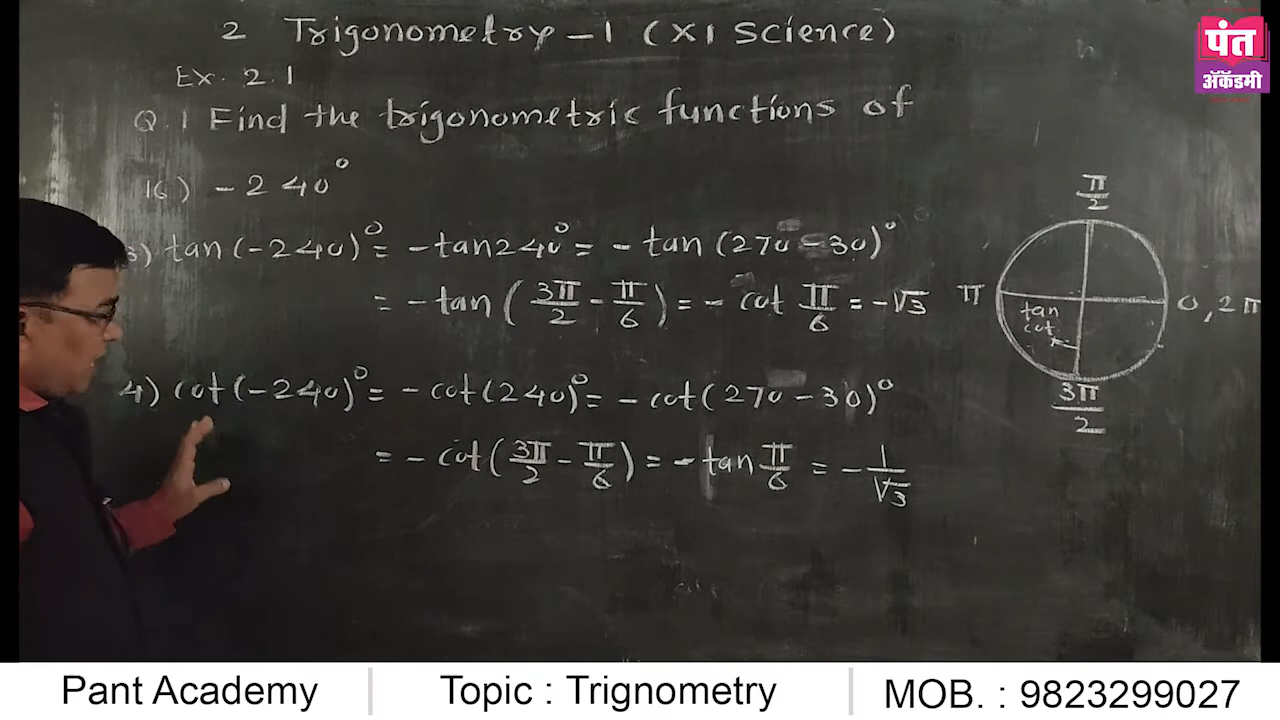 2 Trigonometry - 1 (XI Science)
Ex. 2.1
Q.1 Find the trigonometric functions of
16) - 240°
3) tan(-240)° = - tan240° = - tan (270 - 30)°
= - tan (3π/2 - π/6) = - cot π/6 = -√3
4) cot(-240)° = - cot(240)° = - cot(270 - 30)°
= - cot(3π/2 - π/6) = - tan π/6 = - 1/√3
π/2
π
0, 2π
tan
cot
3π/2
पंत
अॅकॅडमी
Pant Academy
Topic : Trignometry
MOB. : 9823299027